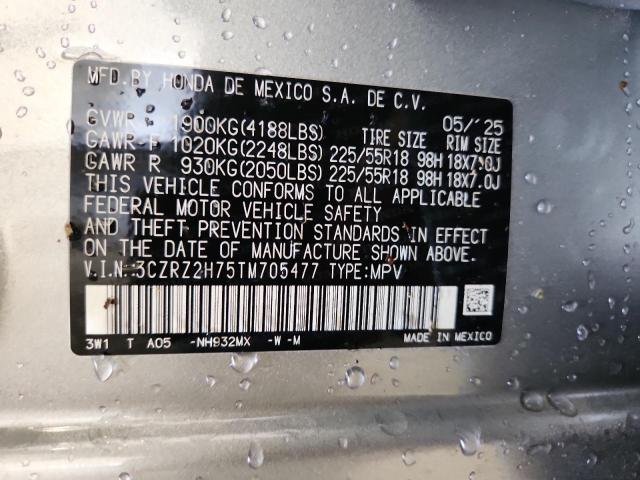 MFD. BY HONDA DE MEXICO S.A. DE C.V.
05/'25
GVWR 1900KG(4188LBS) TIRE SIZE RIM SIZE
GAWR F 1020KG(2248LBS) 225/55R18 98H 18X7.0J
GAWR R 930KG(2050LBS) 225/55R18 98H 18X7.0J
THIS VEHICLE CONFORMS TO ALL APPLICABLE
FEDERAL MOTOR VEHICLE SAFETY
AND THEFT PREVENTION STANDARDS IN EFFECT
ON THE DATE OF MANUFACTURE SHOWN ABOVE.
V.I.N: 3CZRZ2H75TM705477 TYPE:MPV
3W1 T A05 -NH932MX -W -M MADE IN MEXICO